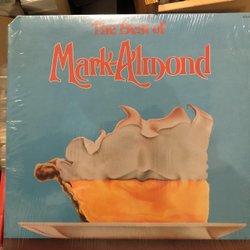 The Best of
Mark-Almond